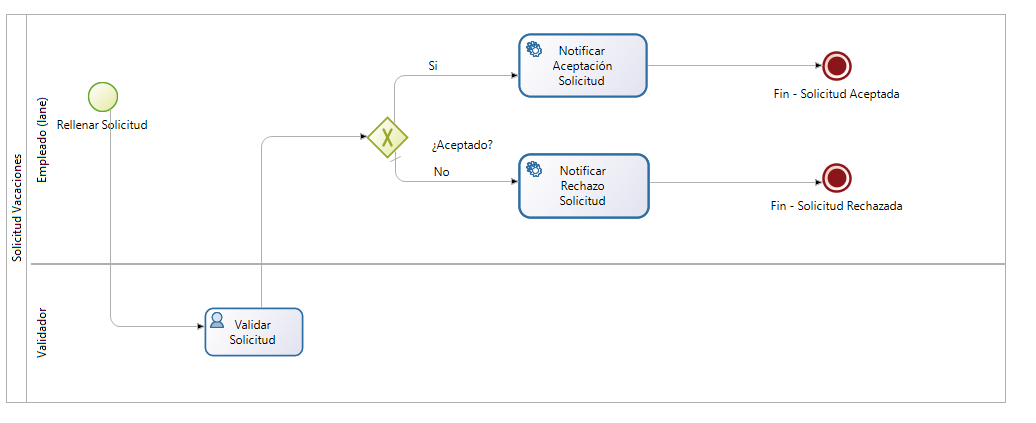 Solicitud Vacaciones
Empleado (lane)
Rellenar Solicitud
Si
¿Aceptado?
No
Notificar
Aceptación
Solicitud
Fin - Solicitud Aceptada
Notificar
Rechazo
Solicitud
Fin - Solicitud Rechazada
Validador
Validar
Solicitud